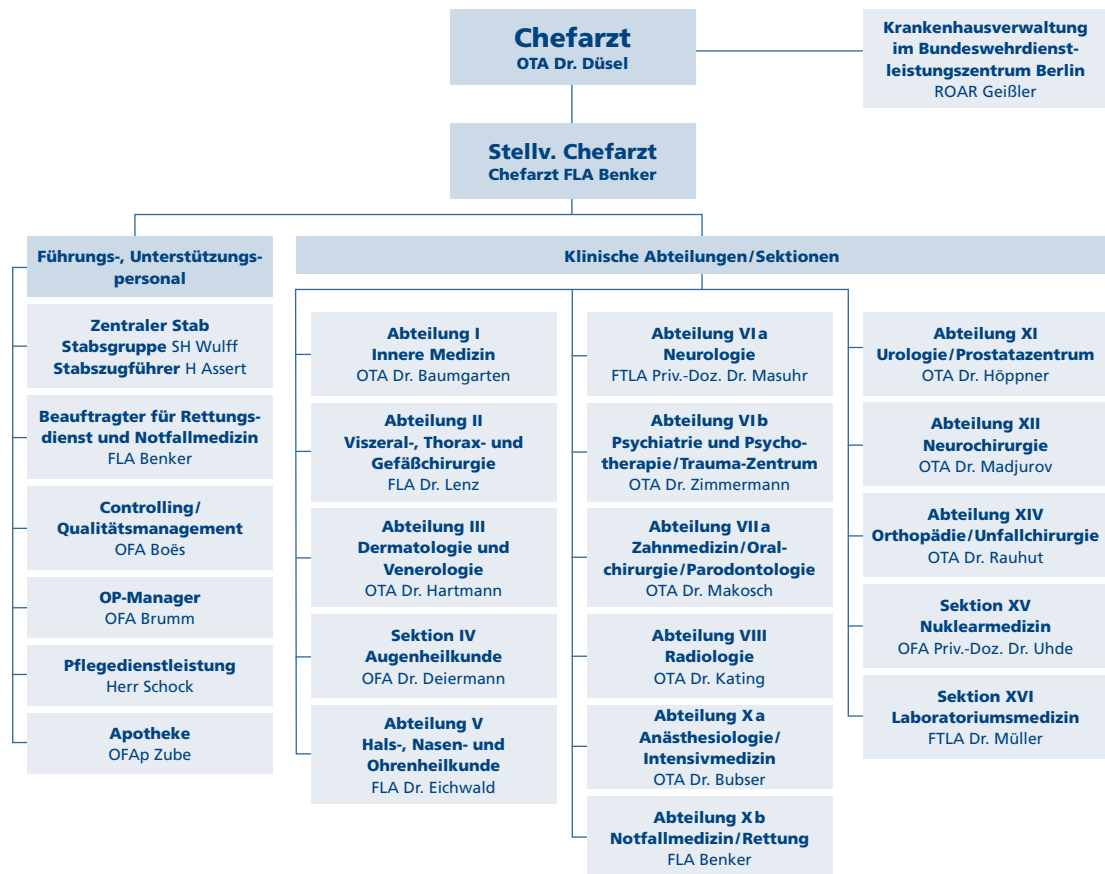 Chefarzt
OTA Dr. Düsel
Krankenhausverwaltung
im Bundeswehrdienst-
leistungszentrum Berlin
ROAR Geißler
Stellv. Chefarzt
Chefarzt FLA Benker
Führungs-, Unterstützungs-
personal
Zentraler Stab
Stabsgruppe SH Wulff
Stabszugführer H Assert
Beauftragter für Rettungs-
dienst und Notfallmedizin
FLA Benker
Controlling/
Qualitätsmanagement
OFA Boës
OP-Manager
OFA Brumm
Pflegedienstleistung
Herr Schock
Apotheke
OFAp Zube
Klinische Abteilungen/Sektionen
Abteilung I
Innere Medizin
OTA Dr. Baumgarten
Abteilung II
Viszeral-, Thorax- und
Gefäßchirurgie
FLA Dr. Lenz
Abteilung III
Dermatologie und
Venerologie
OTA Dr. Hartmann
Sektion IV
Augenheilkunde
OFA Dr. Deiermann
Abteilung V
Hals-, Nasen- und
Ohrenheilkunde
FLA Dr. Eichwald
Abteilung VIa
Neurologie
FTLA Priv.-Doz. Dr. Masuhr
Abteilung VIb
Psychiatrie und Psycho-
therapie/Trauma-Zentrum
OTA Dr. Zimmermann
Abteilung VIIa
Zahnmedizin/Oral-
chirurgie/Parodontologie
OTA Dr. Makosch
Abteilung VIII
Radiologie
OTA Dr. Kating
Abteilung Xa
Anästhesiologie/
Intensivmedizin
OTA Dr. Bubser
Abteilung Xb
Notfallmedizin/Rettung
FLA Benker
Abteilung XI
Urologie/Prostatazentrum
OTA Dr. Höppner
Abteilung XII
Neurochirurgie
OTA Dr. Madjurov
Abteilung XIV
Orthopädie/Unfallchirurgie
OTA Dr. Rauhut
Sektion XV
Nuklearmedizin
OFA Priv.-Doz. Dr. Uhde
Sektion XVI
Laboratoriumsmedizin
FTLA Dr. Müller